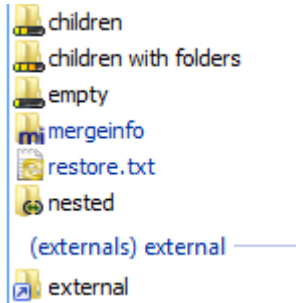 children
children with folders
empty
mergeinfo
restore.txt
nested
(externals) external
external